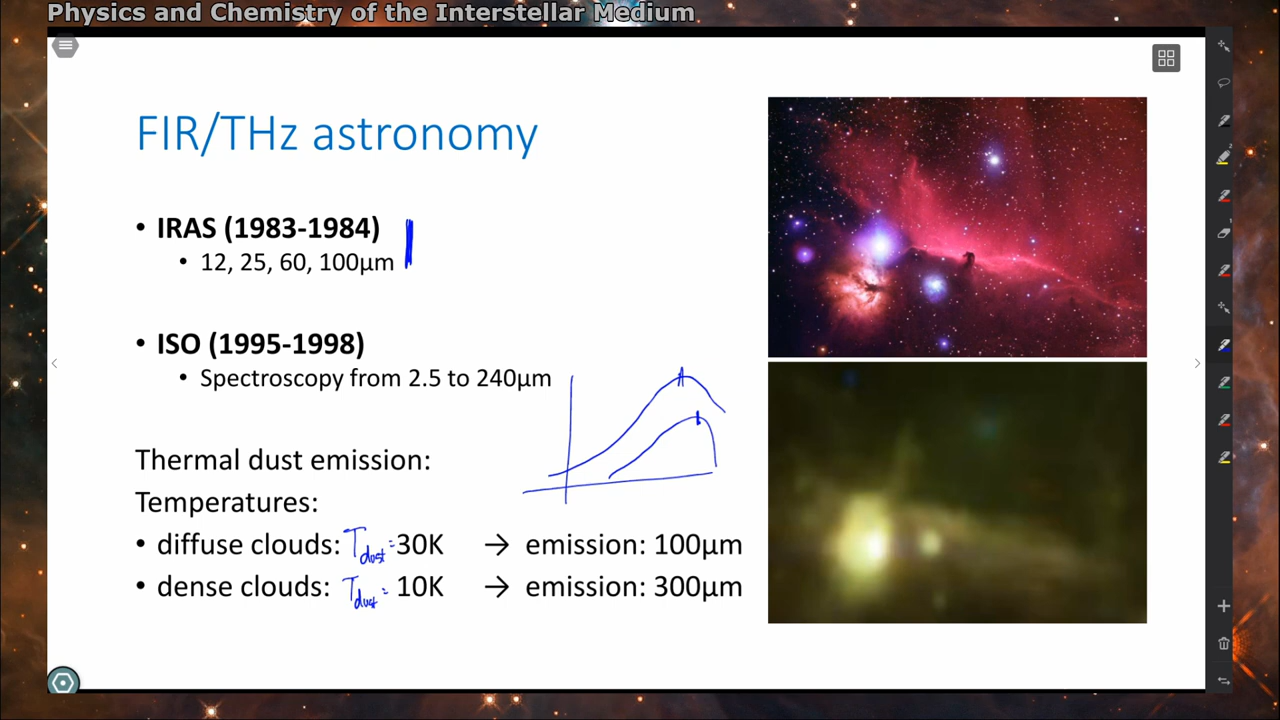 Physics and Chemistry of the Interstellar Medium
FIR/THz astronomy
• IRAS (1983-1984)
• 12, 25, 60, 100µm
• ISO (1995-1998)
• Spectroscopy from 2.5 to 240µm
Thermal dust emission:
Temperatures:
• diffuse clouds: Tdust = 30K → emission: 100µm
• dense clouds: Tdust = 10K → emission: 300µm